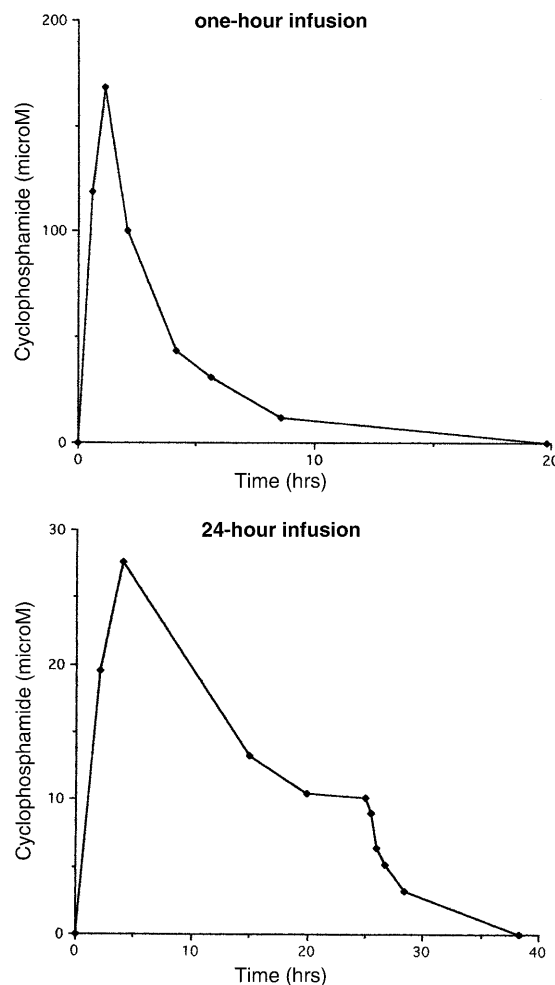 one-hour infusion
200
100
0
Cyclophosphamide (microM)
0 10 20
Time (hrs)
24-hour infusion
30
20
10
0
Cyclophosphamide (microM)
0 10 20 30 40
Time (hrs)